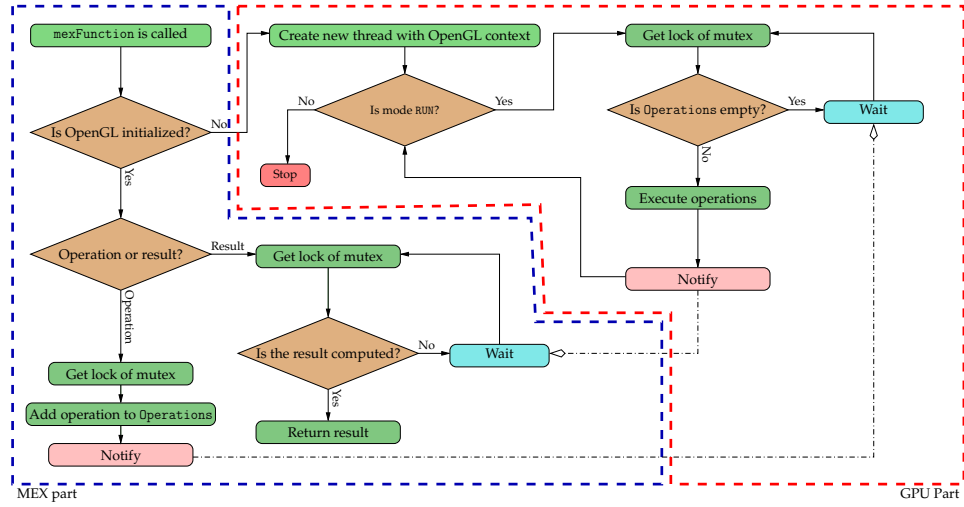 mexFunction is called
Create new thread with OpenGL context
Get lock of mutex
Is OpenGL initialized?
No
Is mode RUN?
No
Yes
Is Operations empty?
Yes
Wait
Stop
No
Execute operations
Yes
Operation or result?
Result
Get lock of mutex
Notify
Operation
Is the result computed?
No
Wait
Get lock of mutex
Yes
Add operation to Operations
Return result
Notify
MEX part
GPU Part